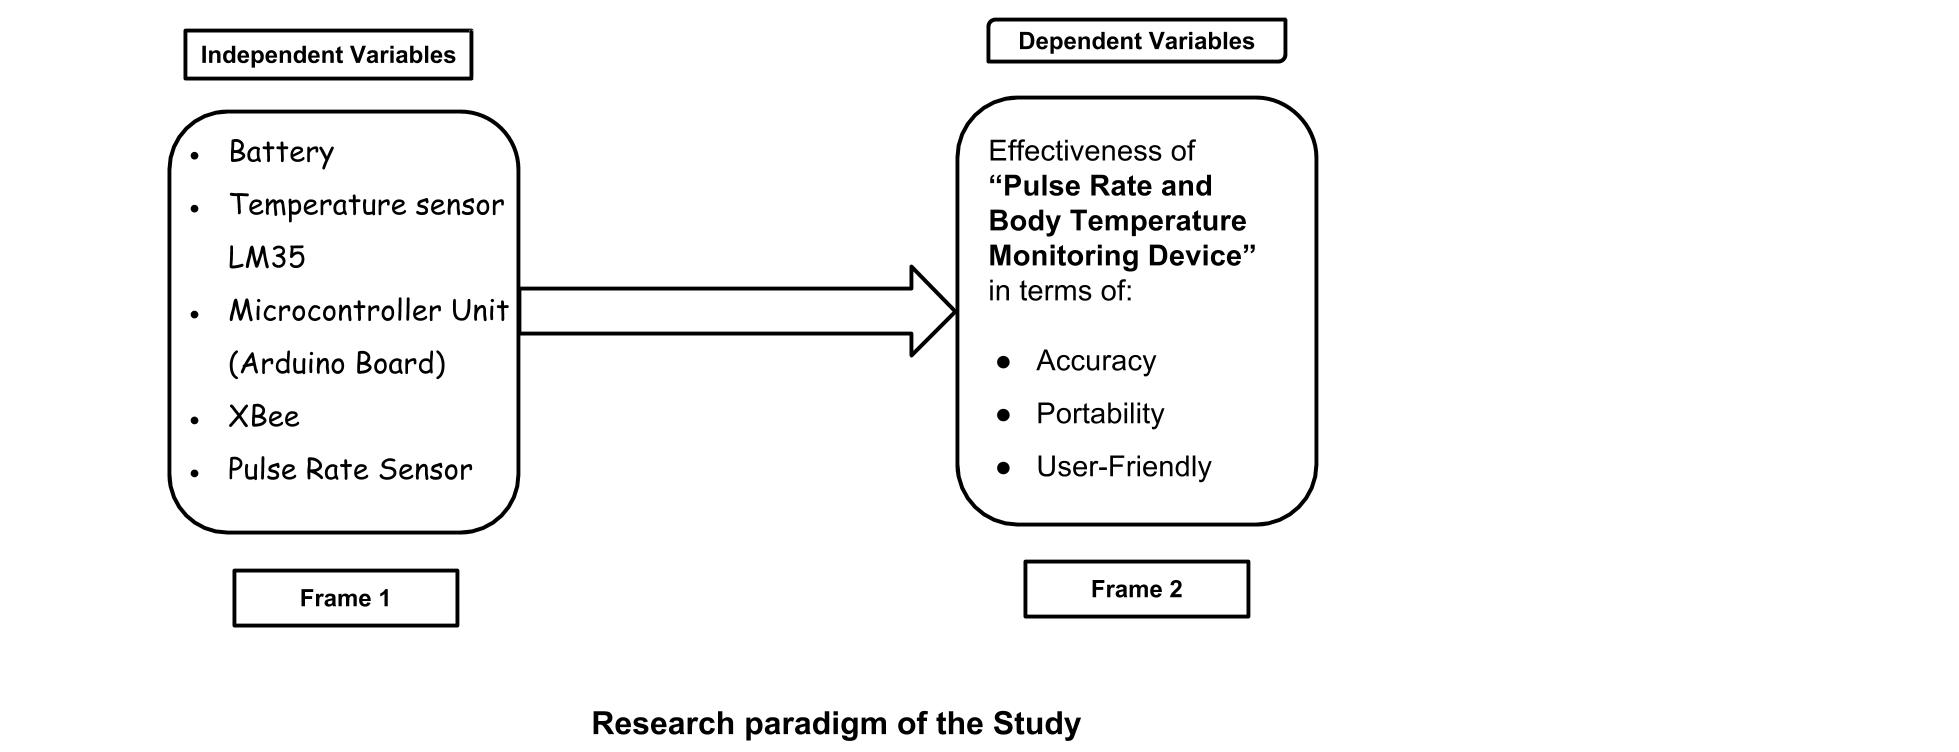 Independent Variables
• Battery
• Temperature sensor
LM35
• Microcontroller Unit
(Arduino Board)
• XBee
• Pulse Rate Sensor
Frame 1
Dependent Variables
Effectiveness of
“Pulse Rate and
Body Temperature
Monitoring Device”
in terms of:
● Accuracy
● Portability
● User-Friendly
Frame 2
Research paradigm of the Study